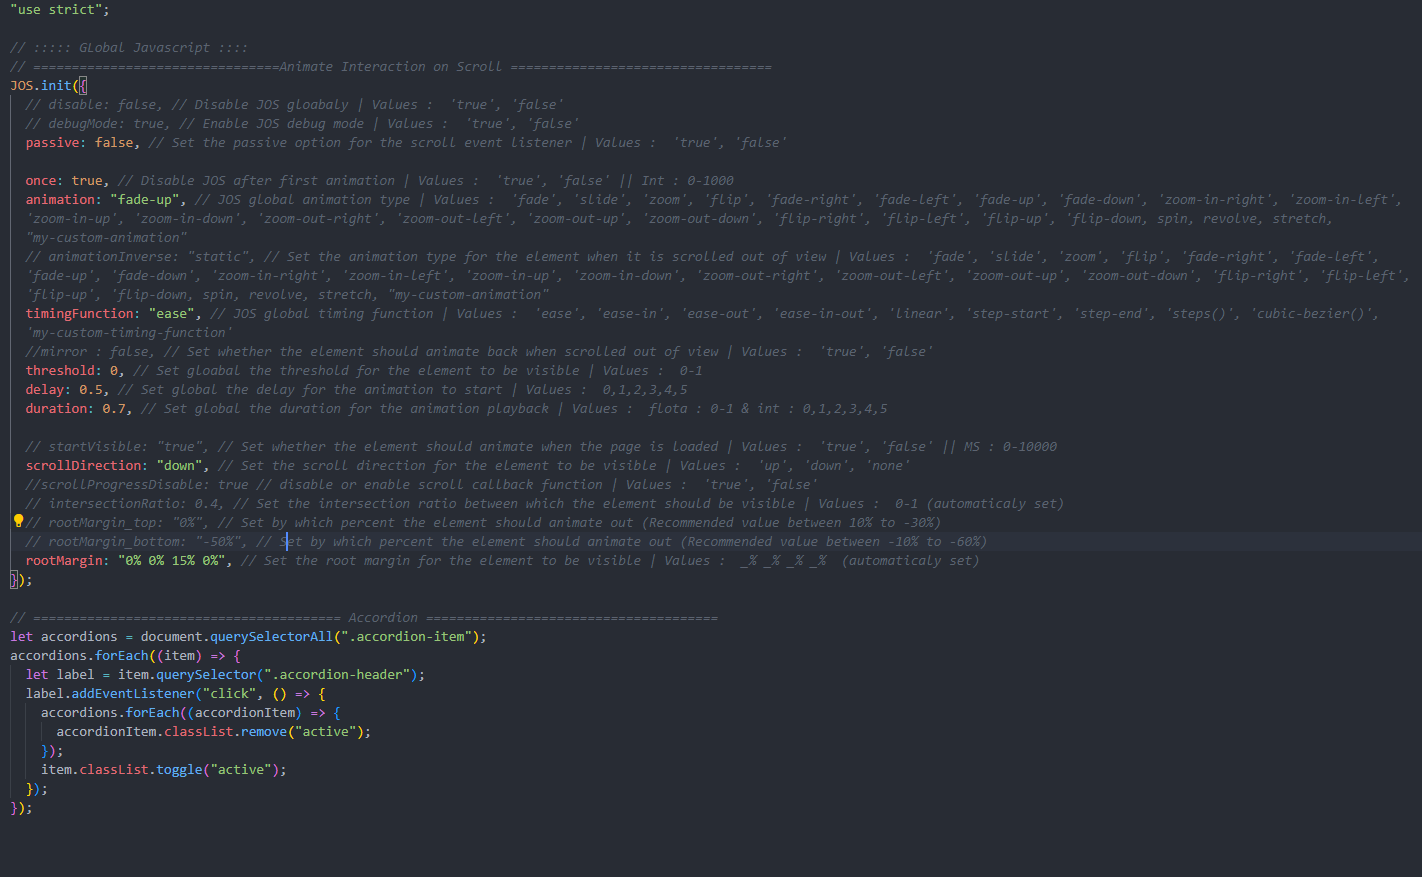 "use strict";
// ::::: GLobal Javascript ::::
// ================================Animate Interaction on Scroll ==================================
JOS.init({
// disable: false, // Disable JOS gloabaly | Values :  'true', 'false'
// debugMode: true, // Enable JOS debug mode | Values :  'true', 'false'
passive: false, // Set the passive option for the scroll event listener | Values :  'true', 'false'
once: true, // Disable JOS after first animation | Values :  'true', 'false' || Int : 0-1000
animation: "fade-up", // JOS global animation type | Values :  'fade', 'slide', 'zoom', 'flip', 'fade-right', 'fade-left', 'fade-up', 'fade-down', 'zoom-in-right', 'zoom-in-left',
'zoom-in-up', 'zoom-in-down', 'zoom-out-right', 'zoom-out-left', 'zoom-out-up', 'zoom-out-down', 'flip-right', 'flip-left', 'flip-up', 'flip-down, spin, revolve, stretch,
"my-custom-animation"
// animationInverse: "static", // Set the animation type for the element when it is scrolled out of view | Values :  'fade', 'slide', 'zoom', 'flip', 'fade-right', 'fade-left',
'fade-up', 'fade-down', 'zoom-in-right', 'zoom-in-left', 'zoom-in-up', 'zoom-in-down', 'zoom-out-right', 'zoom-out-left', 'zoom-out-up', 'zoom-out-down', 'flip-right', 'flip-left',
'flip-up', 'flip-down, spin, revolve, stretch, "my-custom-animation"
timingFunction: "ease", // JOS global timing function | Values :  'ease', 'ease-in', 'ease-out', 'ease-in-out', 'linear', 'step-start', 'step-end', 'steps()', 'cubic-bezier()',
'my-custom-timing-function'
//mirror : false, // Set whether the element should animate back when scrolled out of view | Values :  'true', 'false'
threshold: 0, // Set gloabal the threshold for the element to be visible | Values :  0-1
delay: 0.5, // Set global the delay for the animation to start | Values :  0,1,2,3,4,5
duration: 0.7, // Set global the duration for the animation playback | Values :  flota : 0-1 & int : 0,1,2,3,4,5
// startVisible: "true", // Set whether the element should animate when the page is loaded | Values :  'true', 'false' || MS : 0-10000
scrollDirection: "down", // Set the scroll direction for the element to be visible | Values :  'up', 'down', 'none'
//scrollProgressDisable: true // disable or enable scroll callback function | Values :  'true', 'false'
// intersectionRatio: 0.4, // Set the intersection ratio between which the element should be visible | Values :  0-1 (automaticaly set)
// rootMargin_top: "0%", // Set by which percent the element should animate out (Recommended value between 10% to -30%)
// rootMargin_bottom: "-50%", // Set by which percent the element should animate out (Recommended value between -10% to -60%)
rootMargin: "0% 0% 15% 0%", // Set the root margin for the element to be visible | Values :  _% _% _% _%  (automaticaly set)
});
// ======================================== Accordion ======================================
let accordions = document.querySelectorAll(".accordion-item");
accordions.forEach((item) => {
let label = item.querySelector(".accordion-header");
label.addEventListener("click", () => {
accordions.forEach((accordionItem) => {
accordionItem.classList.remove("active");
});
item.classList.toggle("active");
});
});